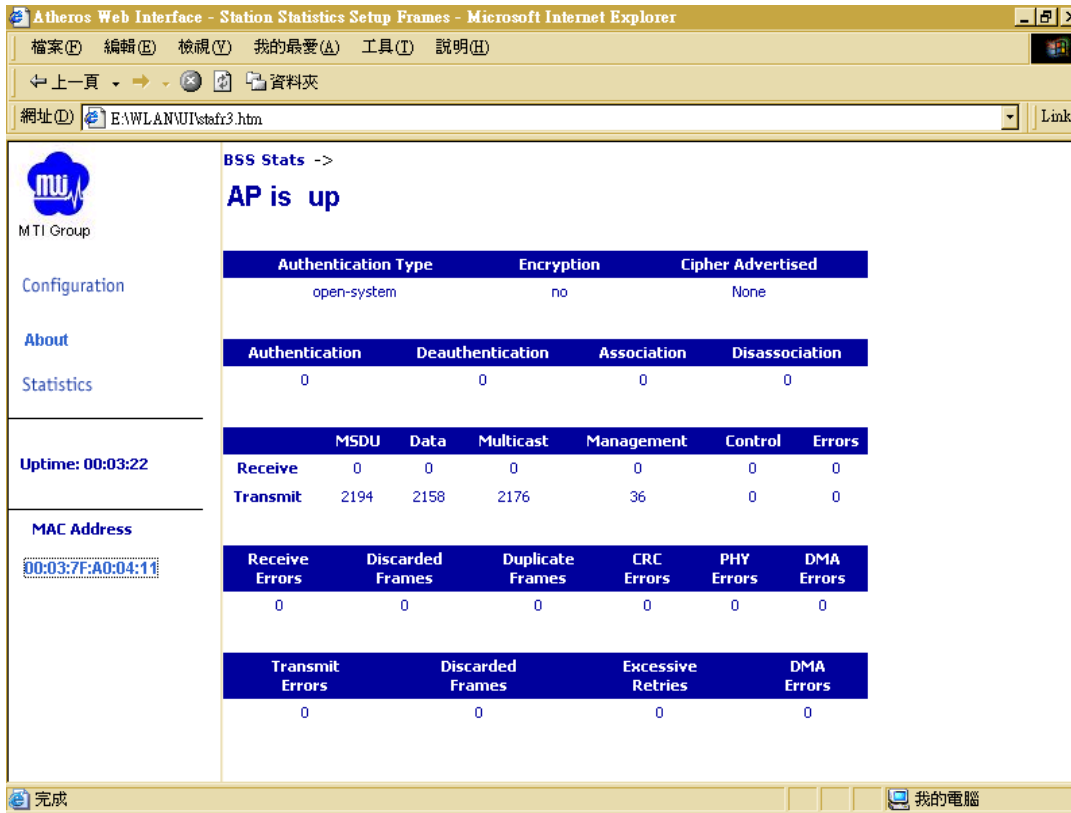 Atheros Web Interface - Station Statistics Setup Frames - Microsoft Internet Explorer
檔案(F) 編輯(E) 檢視(V) 我的最愛(A) 工具(T) 說明(H)
上一頁 資料夾
網址(D) E:\WLAN\UI\stafr3.htm Link
mti
MTI Group
Configuration
About
Statistics
Uptime: 00:03:22
MAC Address
00:03:7F:A0:04:11
BSS Stats ->
AP is up
Authentication Type Encryption Cipher Advertised
open-system no None
Authentication Deauthentication Association Disassociation
0 0 0 0
MSDU Data Multicast Management Control Errors
Receive 0 0 0 0 0 0
Transmit 2194 2158 2176 36 0 0
Receive Errors Discarded Frames Duplicate Frames CRC Errors PHY Errors DMA Errors
0 0 0 0 0 0
Transmit Errors Discarded Frames Excessive Retries DMA Errors
0 0 0 0
完成 我的電腦